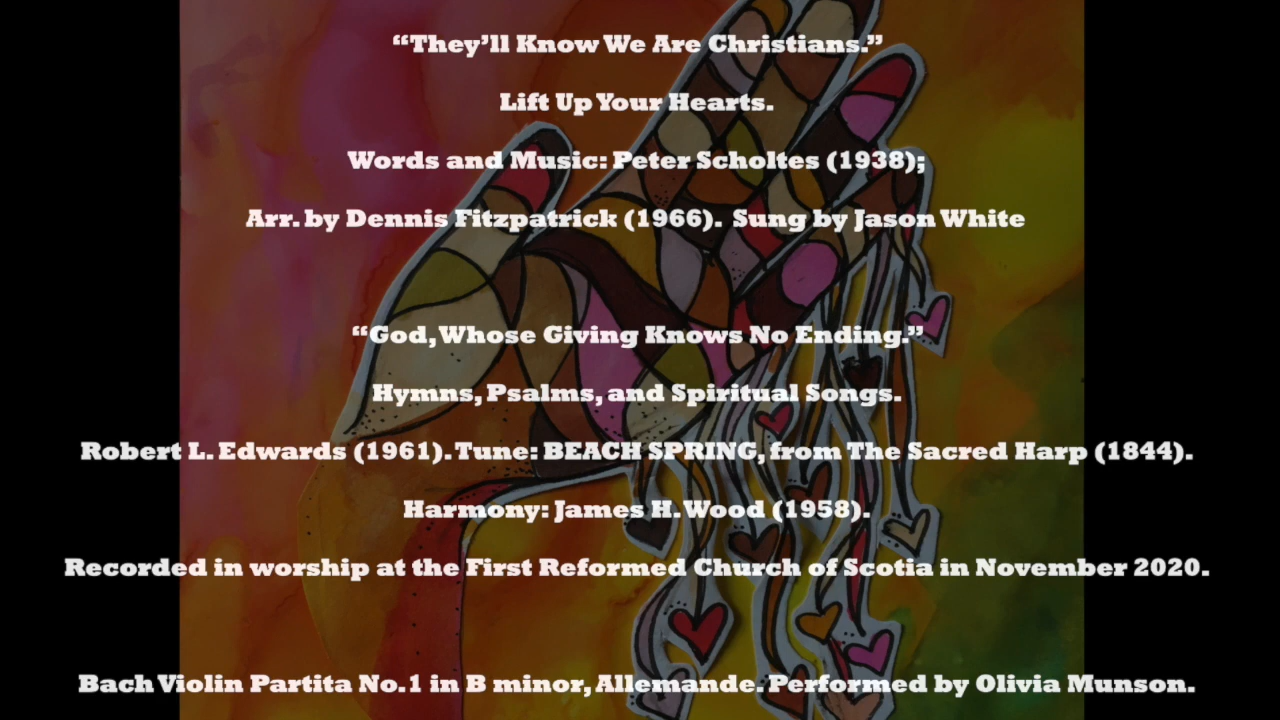 “They’ll Know We Are Christians.”
Lift Up Your Hearts.
Words and Music: Peter Scholtes (1938);
Arr. by Dennis Fitzpatrick (1966). Sung by Jason White
“God, Whose Giving Knows No Ending.”
Hymns, Psalms, and Spiritual Songs.
Robert L. Edwards (1961). Tune: BEACH SPRING, from The Sacred Harp (1844).
Harmony: James H. Wood (1958).
Recorded in worship at the First Reformed Church of Scotia in November 2020.
Bach Violin Partita No. 1 in B minor, Allemande. Performed by Olivia Munson.